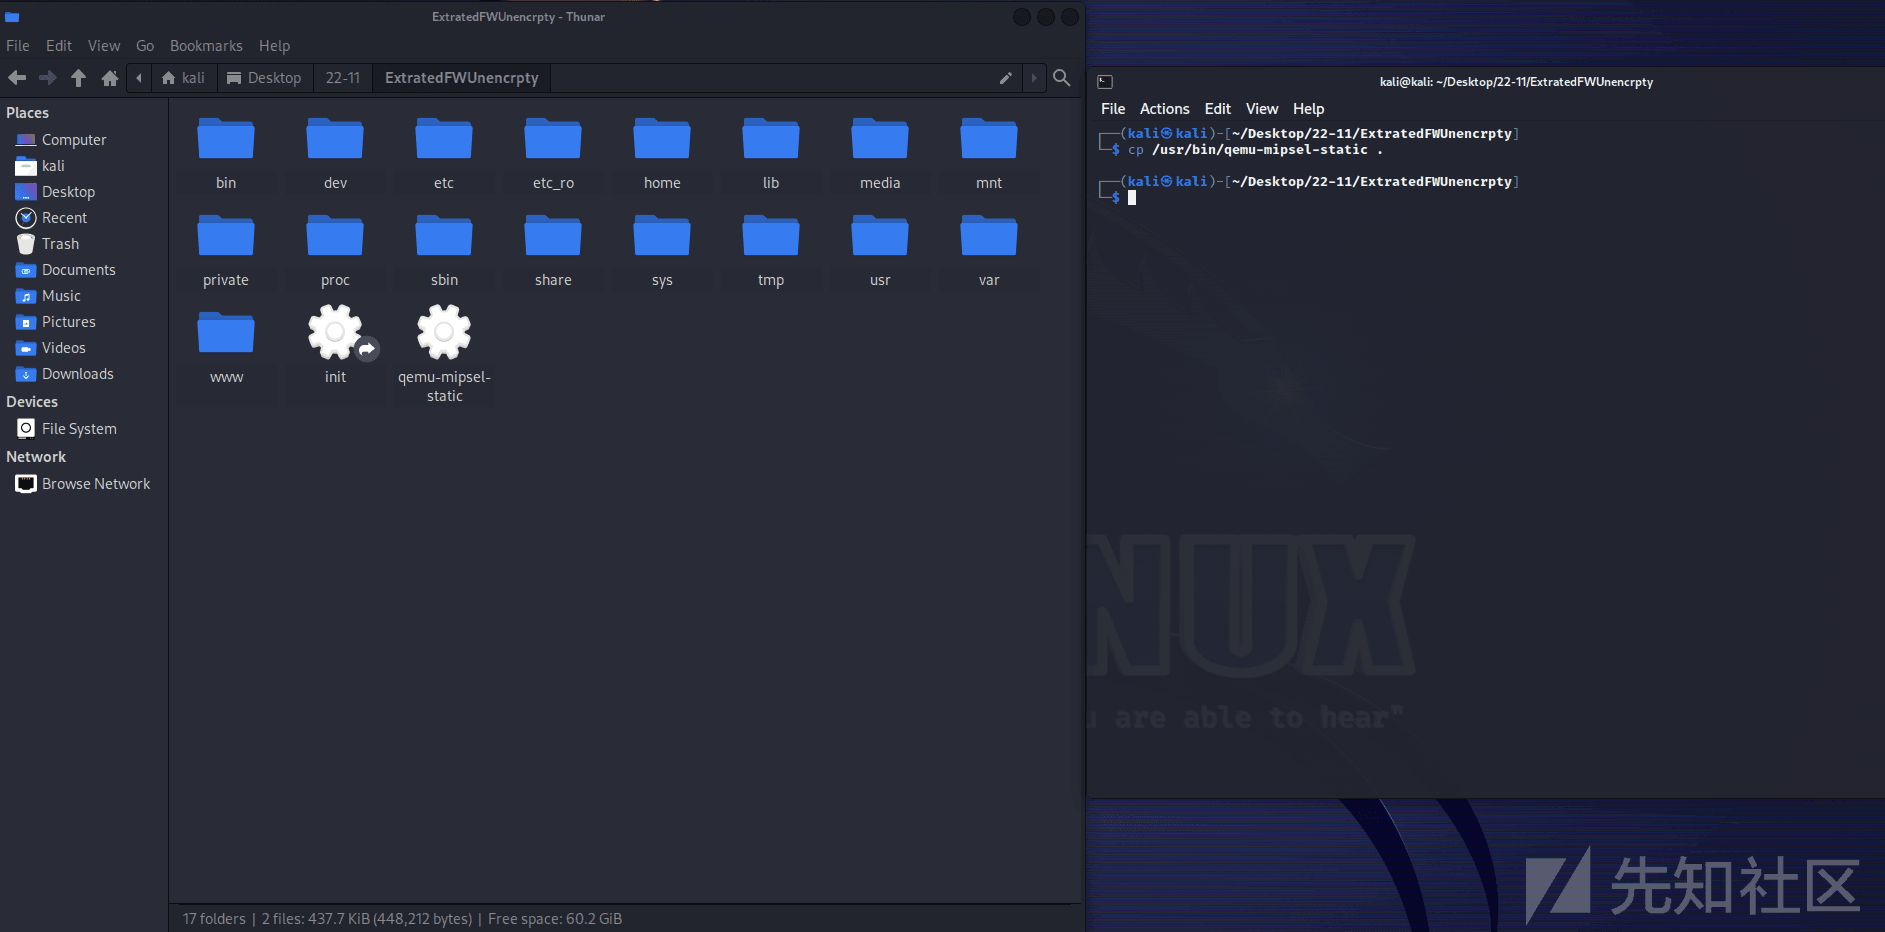 ExtratedFWUnencrpty - Thunar
File Edit View Go Bookmarks Help
kali Desktop 22-11 ExtratedFWUnencrpty
Places
Computer
kali
Desktop
Recent
Trash
Documents
Music
Pictures
Videos
Downloads
Devices
File System
Network
Browse Network
bin dev etc etc_ro home lib media mnt
private proc sbin share sys tmp usr var
www init qemu-mipsel-static
17 folders | 2 files: 437.7 KiB (448,212 bytes) | Free space: 60.2 GiB
kali@kali: ~/Desktop/22-11/ExtratedFWUnencrpty
File Actions Edit View Help
┌──(kali㉿kali)-[~/Desktop/22-11/ExtratedFWUnencrpty]
└─$ cp /usr/bin/qemu-mipsel-static .
┌──(kali㉿kali)-[~/Desktop/22-11/ExtratedFWUnencrpty]
└─$
NUX
u are able to hear"
先知社区